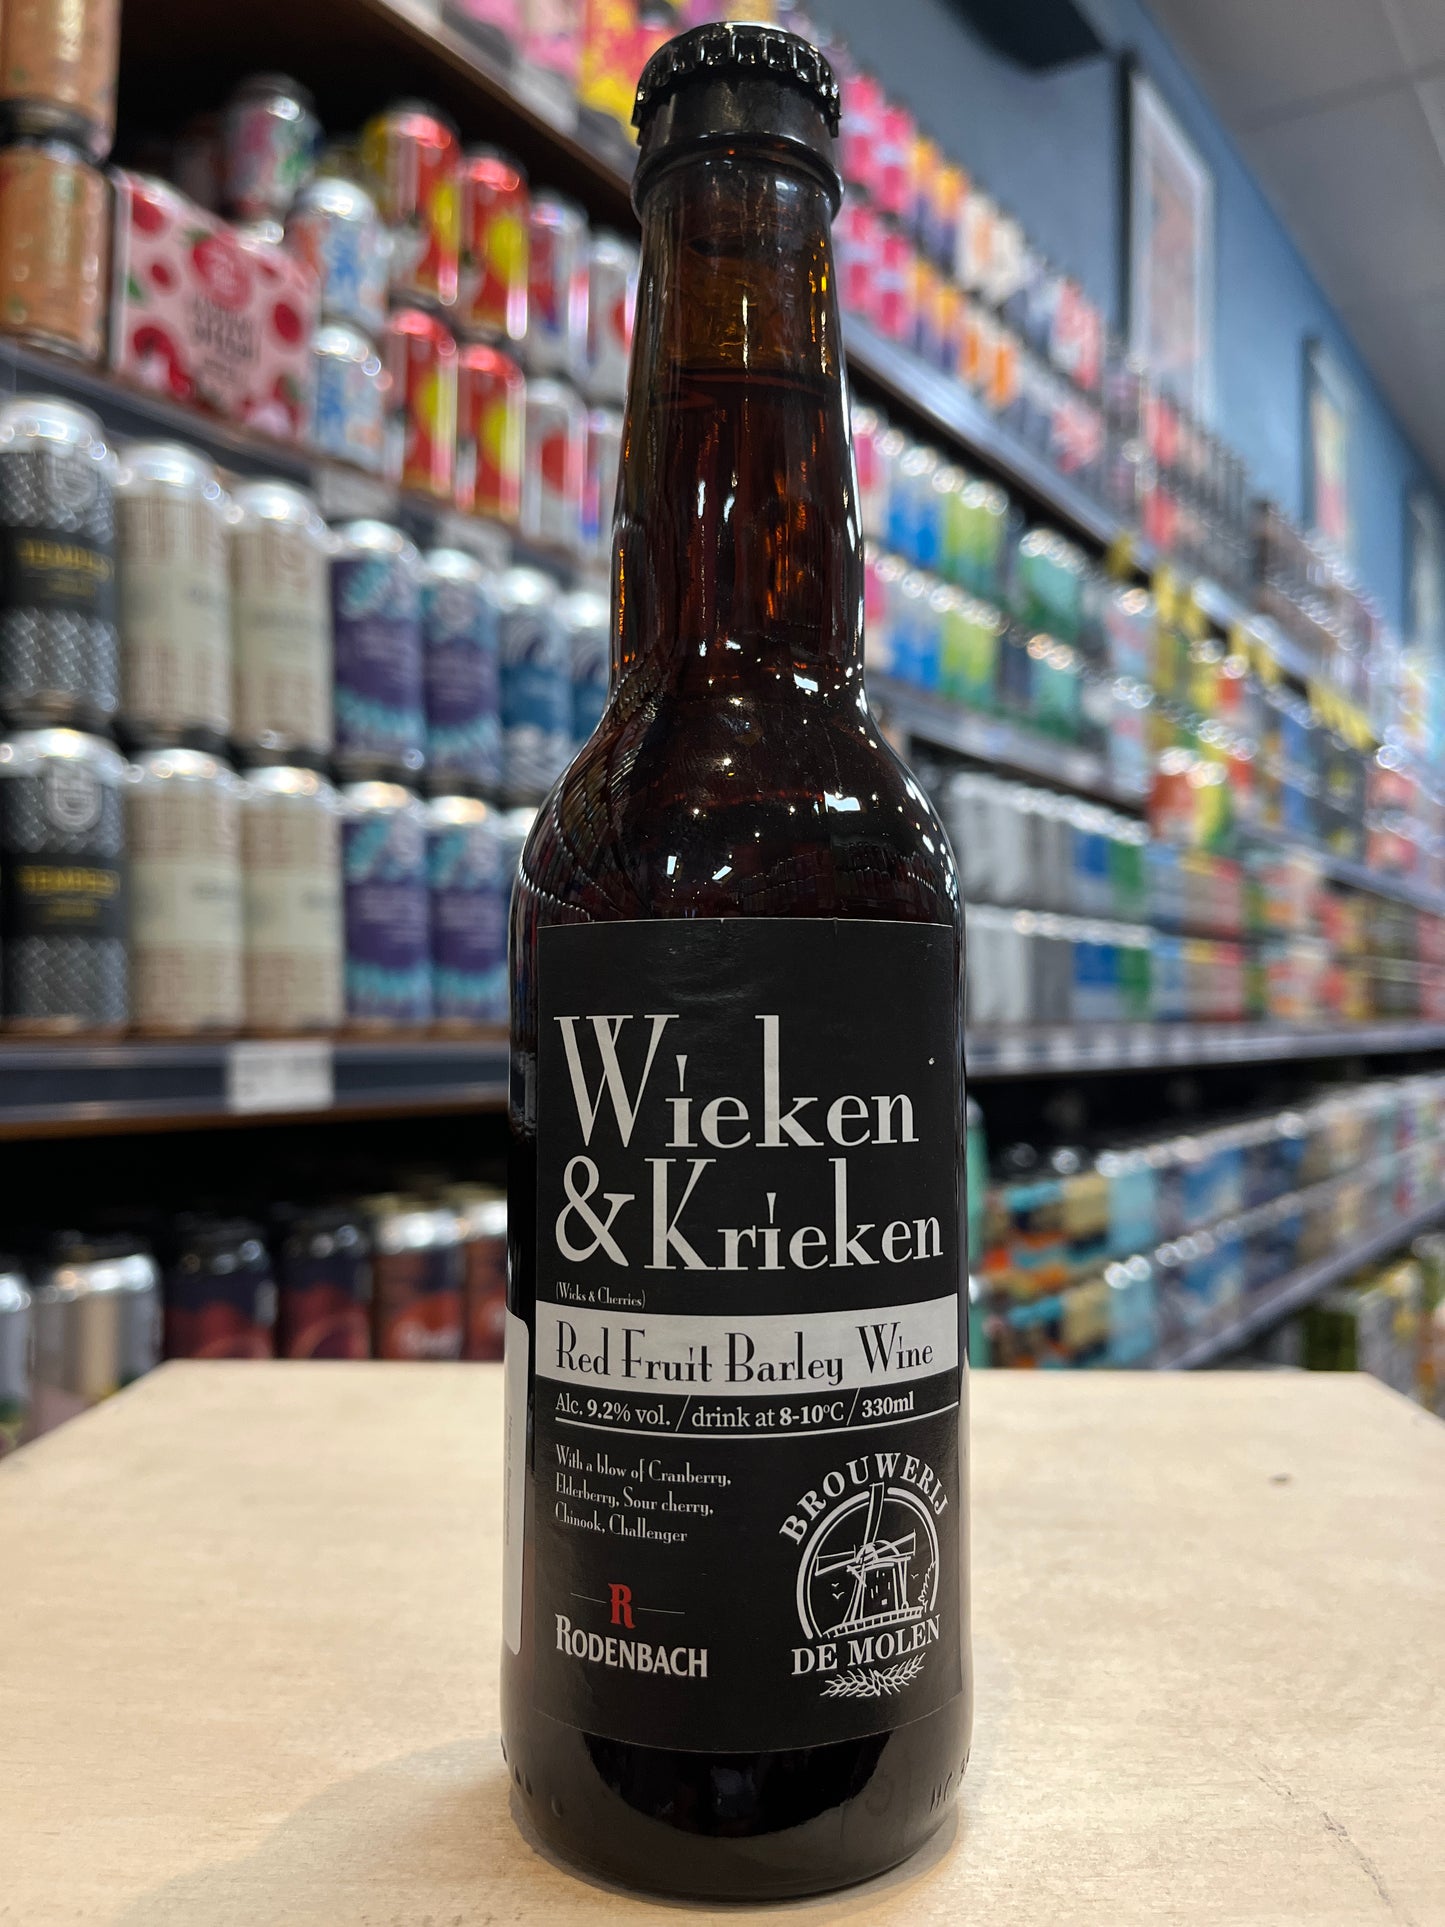 Wieken
& Krieken
(Wicks & Cherries)
Red Fruit Barley Wine
Alc. 9.2% vol. / drink at 8-10°C / 330ml
With a blow of Cranberry,
Elderberry, Sour cherry,
Chinook, Challenger
R
RODENBACH
BROUWERIJ
DE MOLEN